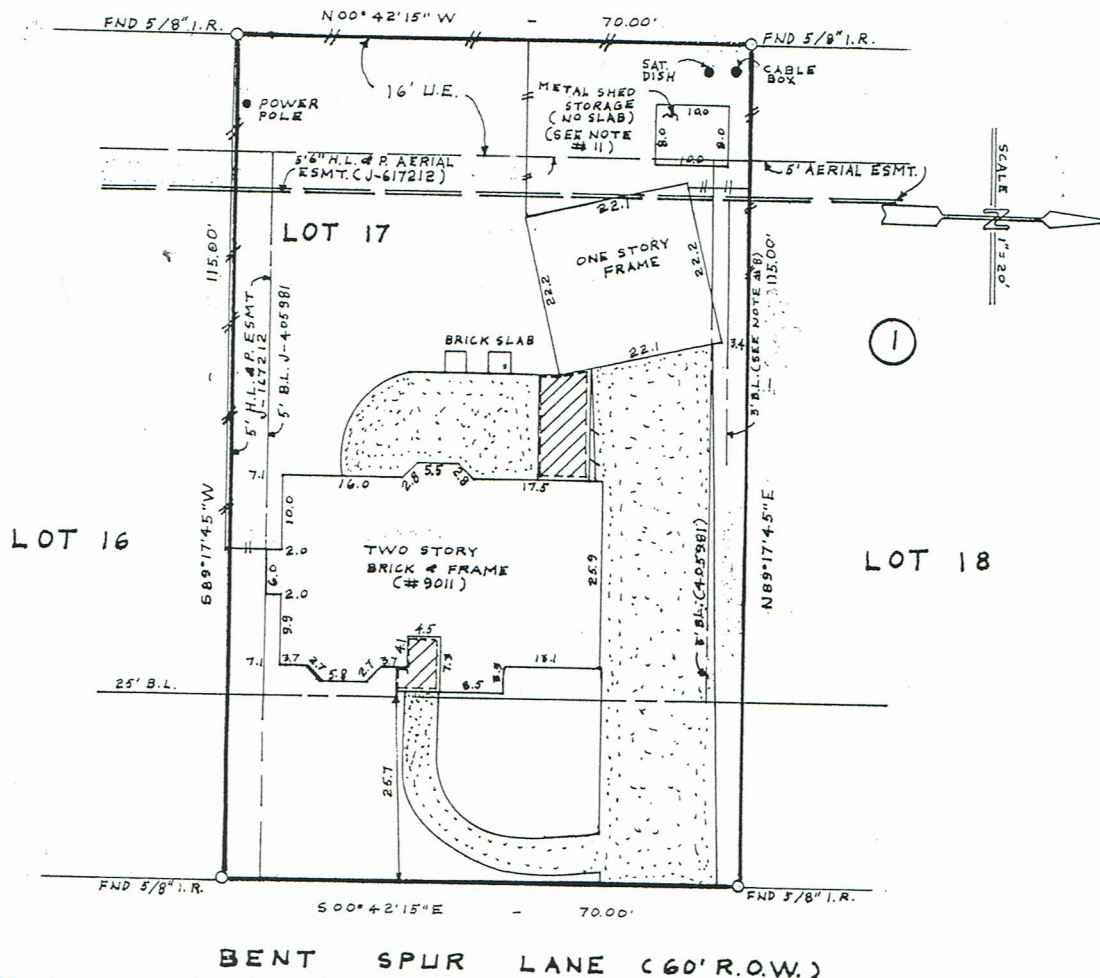 N00°42'15" W - 70.00'
FND 5/8" I.R.
FND 5/8" I.R.
SAT.
DISH
CABLE
BOX
POWER
POLE
16' U.E.
METAL SHED
STORAGE
(NO SLAB)
(SEE NOTE
#11)
10.0
8.0
8.0
10.0
5'6" H.L. & P. AERIAL
ESMT. (J-617212)
5' AERIAL ESMT.
SCALE
1"=20'
N
LOT 17
22.1
ONE STORY
FRAME
22.2
22.2
22.1
115.00'
115.00'
5' H.L. & P. ESMT
J-617212
5' B.L. J-405981
3' B.L. (SEE NOTE #8)
3.4
1
BRICK SLAB
7.1
16.0
2.8
5.5
2.8
17.5
10.0
LOT 16
S89°17'45"W
2.0
6.0
2.0
9.9
TWO STORY
BRICK & FRAME
(#9011)
25.9
3' B.L. (405981)
N89°17'45"E
LOT 18
7.1
3.7
2.7
5.8
2.7
3.7
4.1
4.5
7.3
8.5
3.5
13.1
25' B.L.
25.7
FND 5/8" I.R.
FND 5/8" I.R.
S00°42'15"E - 70.00'
BENT SPUR LANE (60' R.O.W.)